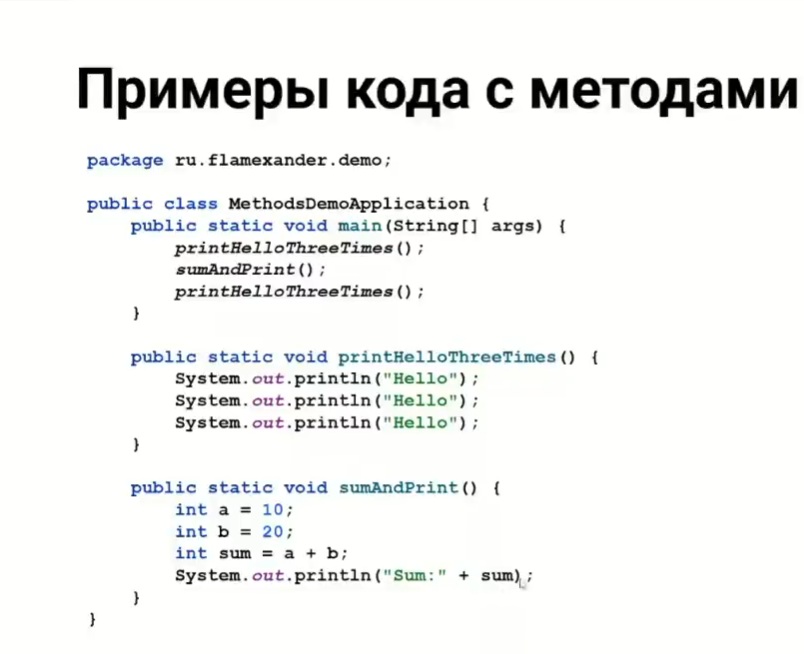 Примеры кода с методами
package ru.flamexander.demo;
public class MethodsDemoApplication {
public static void main(String[] args) {
printHelloThreeTimes();
sumAndPrint();
printHelloThreeTimes();
}
public static void printHelloThreeTimes() {
System.out.println("Hello");
System.out.println("Hello");
System.out.println("Hello");
}
public static void sumAndPrint() {
int a = 10;
int b = 20;
int sum = a + b;
System.out.println("Sum:" + sum);
}
}